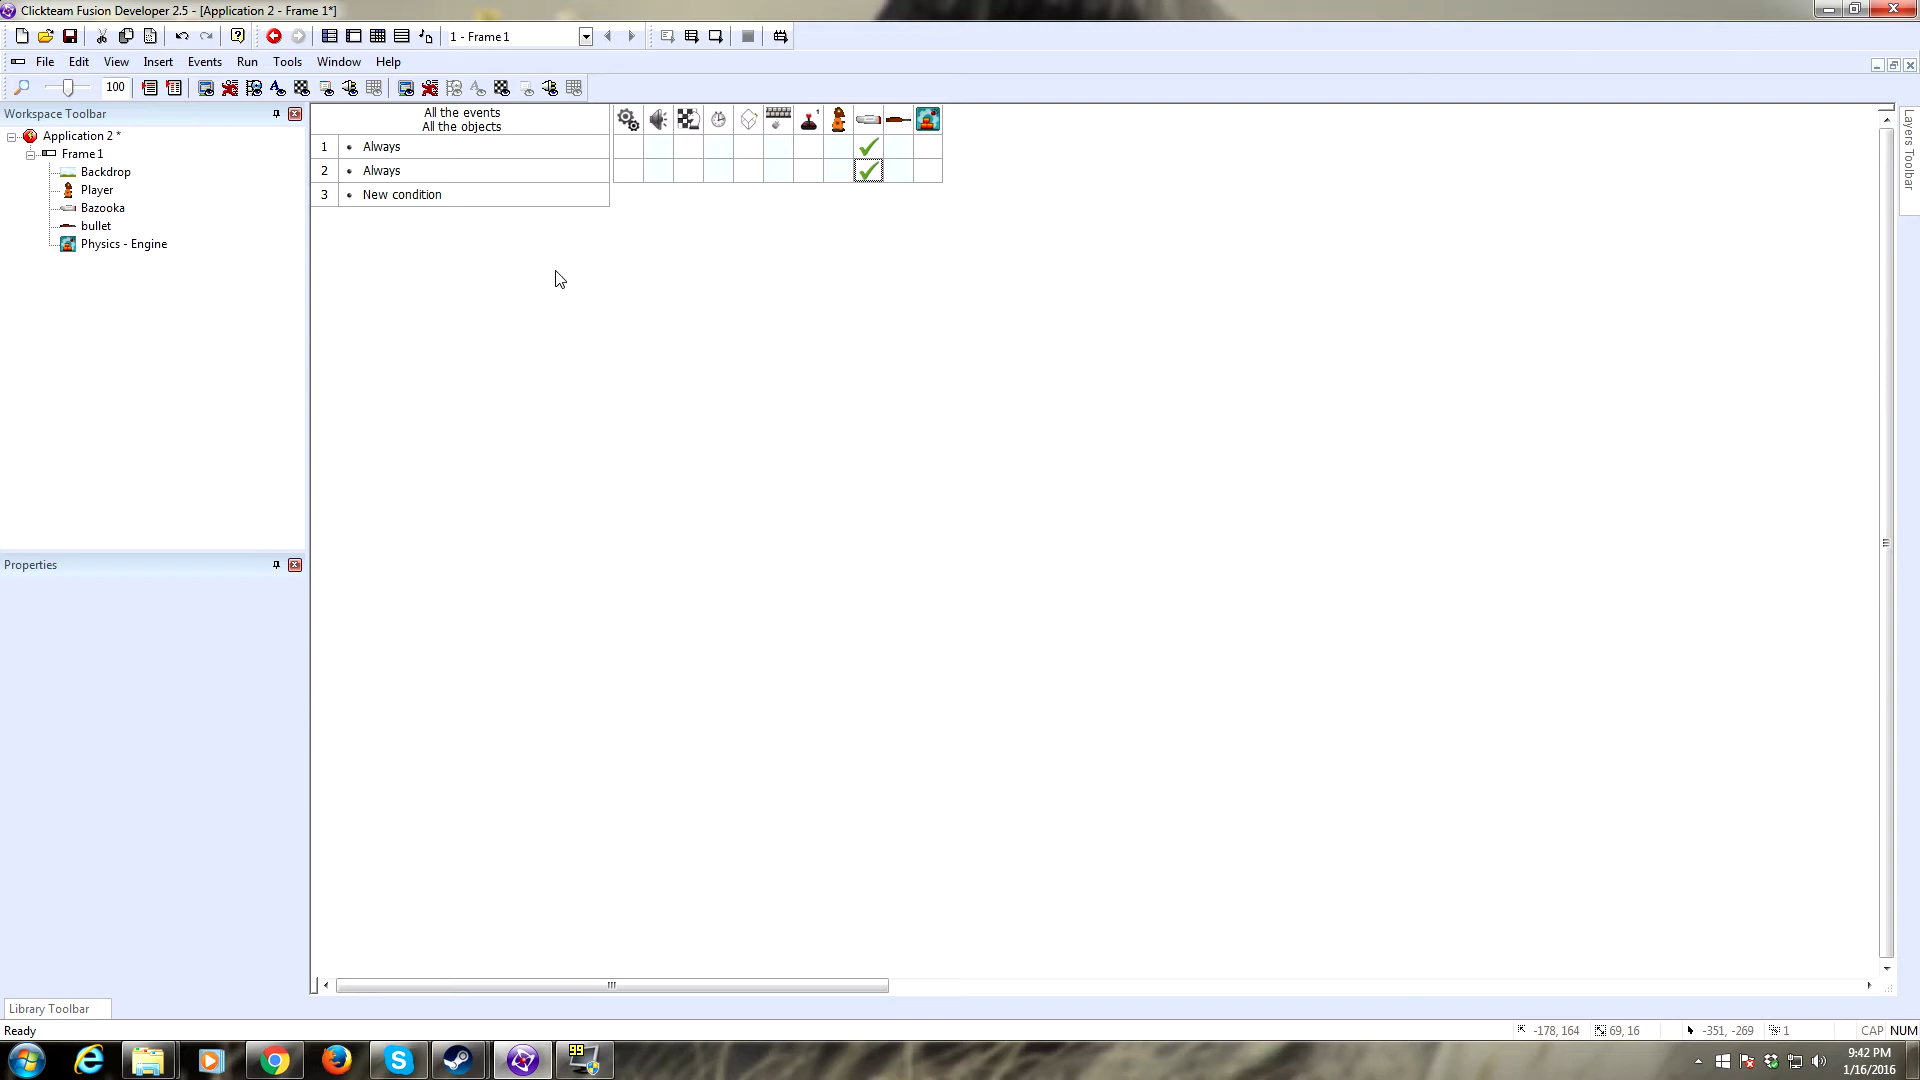 Clickteam Fusion Developer 2.5 - [Application 2 - Frame 1*]
1 - Frame 1
File Edit View Insert Events Run Tools Window Help
100
Workspace Toolbar
Application 2 *
Frame 1
Backdrop
Player
Bazooka
bullet
Physics - Engine
All the events
All the objects
1 Always
2 Always
3 New condition
Layers Toolbar
Properties
Library Toolbar
Ready
-178, 164
69, 16
-351, -269
1
CAP NUM
99
9:42 PM
1/16/2016